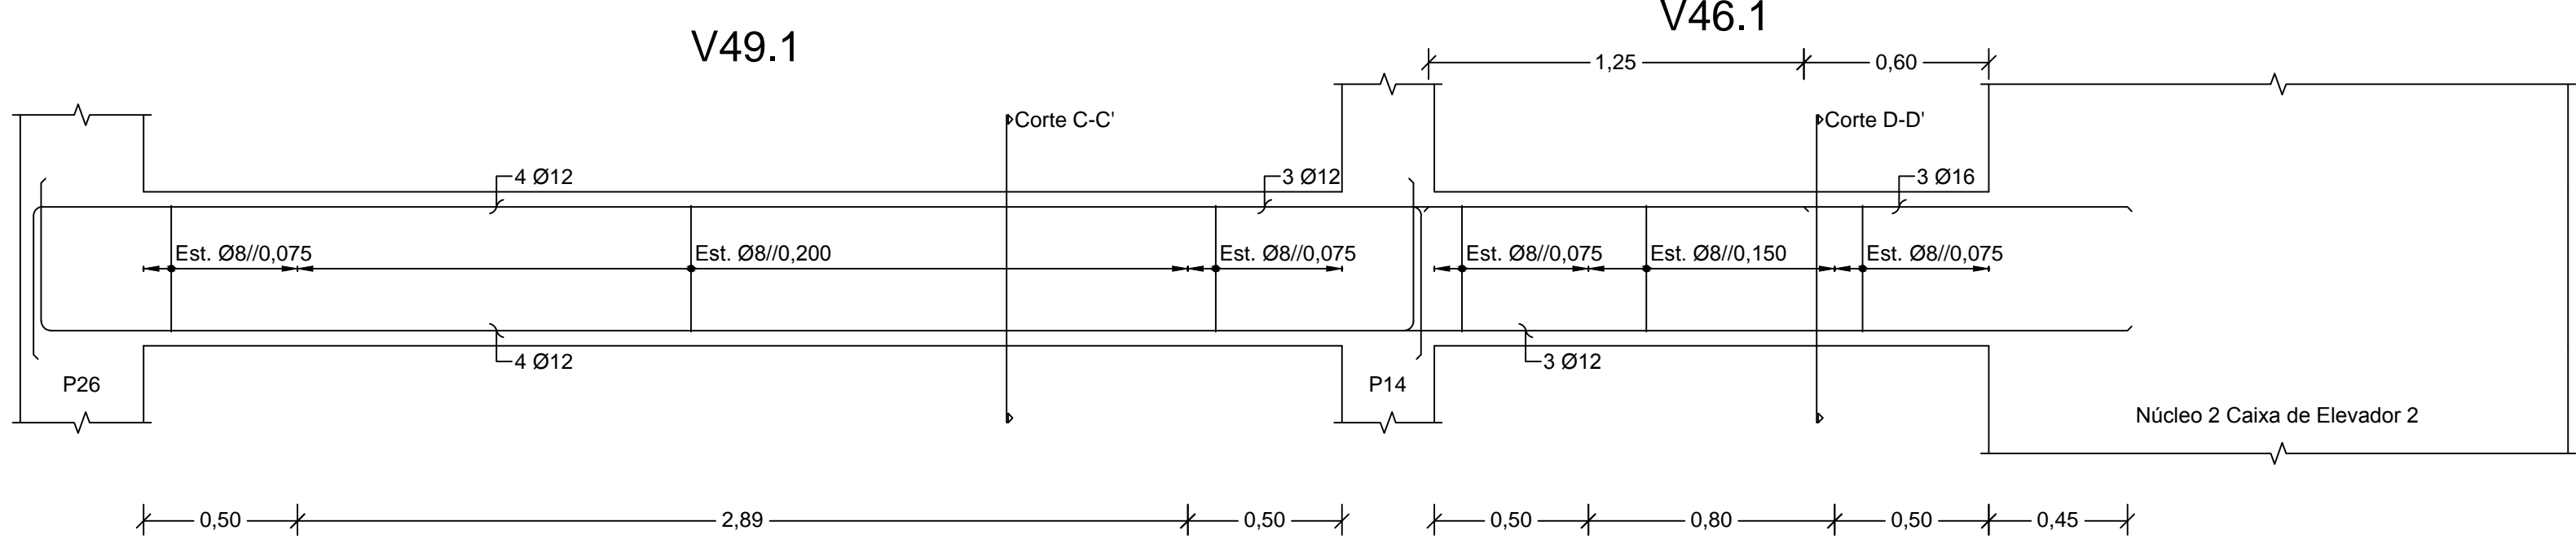 V49.1
V46.1
1,25
0,60
Corte C-C'
Corte D-D'
4 Ø12
3 Ø12
3 Ø16
Est. Ø8//0,075
Est. Ø8//0,200
Est. Ø8//0,075
Est. Ø8//0,075
Est. Ø8//0,150
Est. Ø8//0,075
4 Ø12
3 Ø12
P26
P14
Núcleo 2 Caixa de Elevador 2
0,50
2,89
0,50
0,50
0,80
0,50
0,45